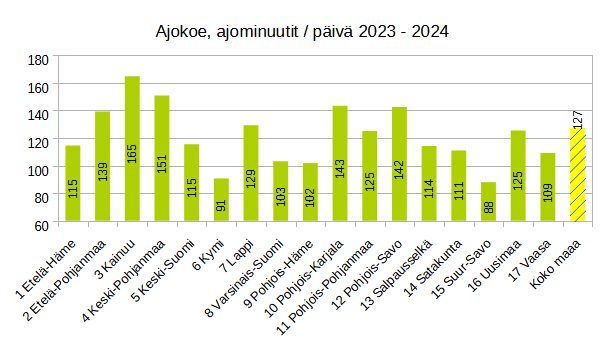 Ajokoe, ajominuutit / päivä 2023 - 2024
180
160
140
120
100
80
60
115
139
165
151
115
91
129
103
102
143
125
142
114
111
88
125
109
127
1 Etelä-Häme
2 Etelä-Pohjanmaa
3 Kainuu
4 Keski-Pohjanmaa
5 Keski-Suomi
6 Kymi
7 Lappi
8 Varsinais-Suomi
9 Pohjois-Häme
10 Pohjois-Karjala
11 Pohjois-Pohjanmaa
12 Pohjois-Savo
13 Salpausselkä
14 Satakunta
15 Suur-Savo
16 Uusimaa
17 Vaasa
Koko maaa